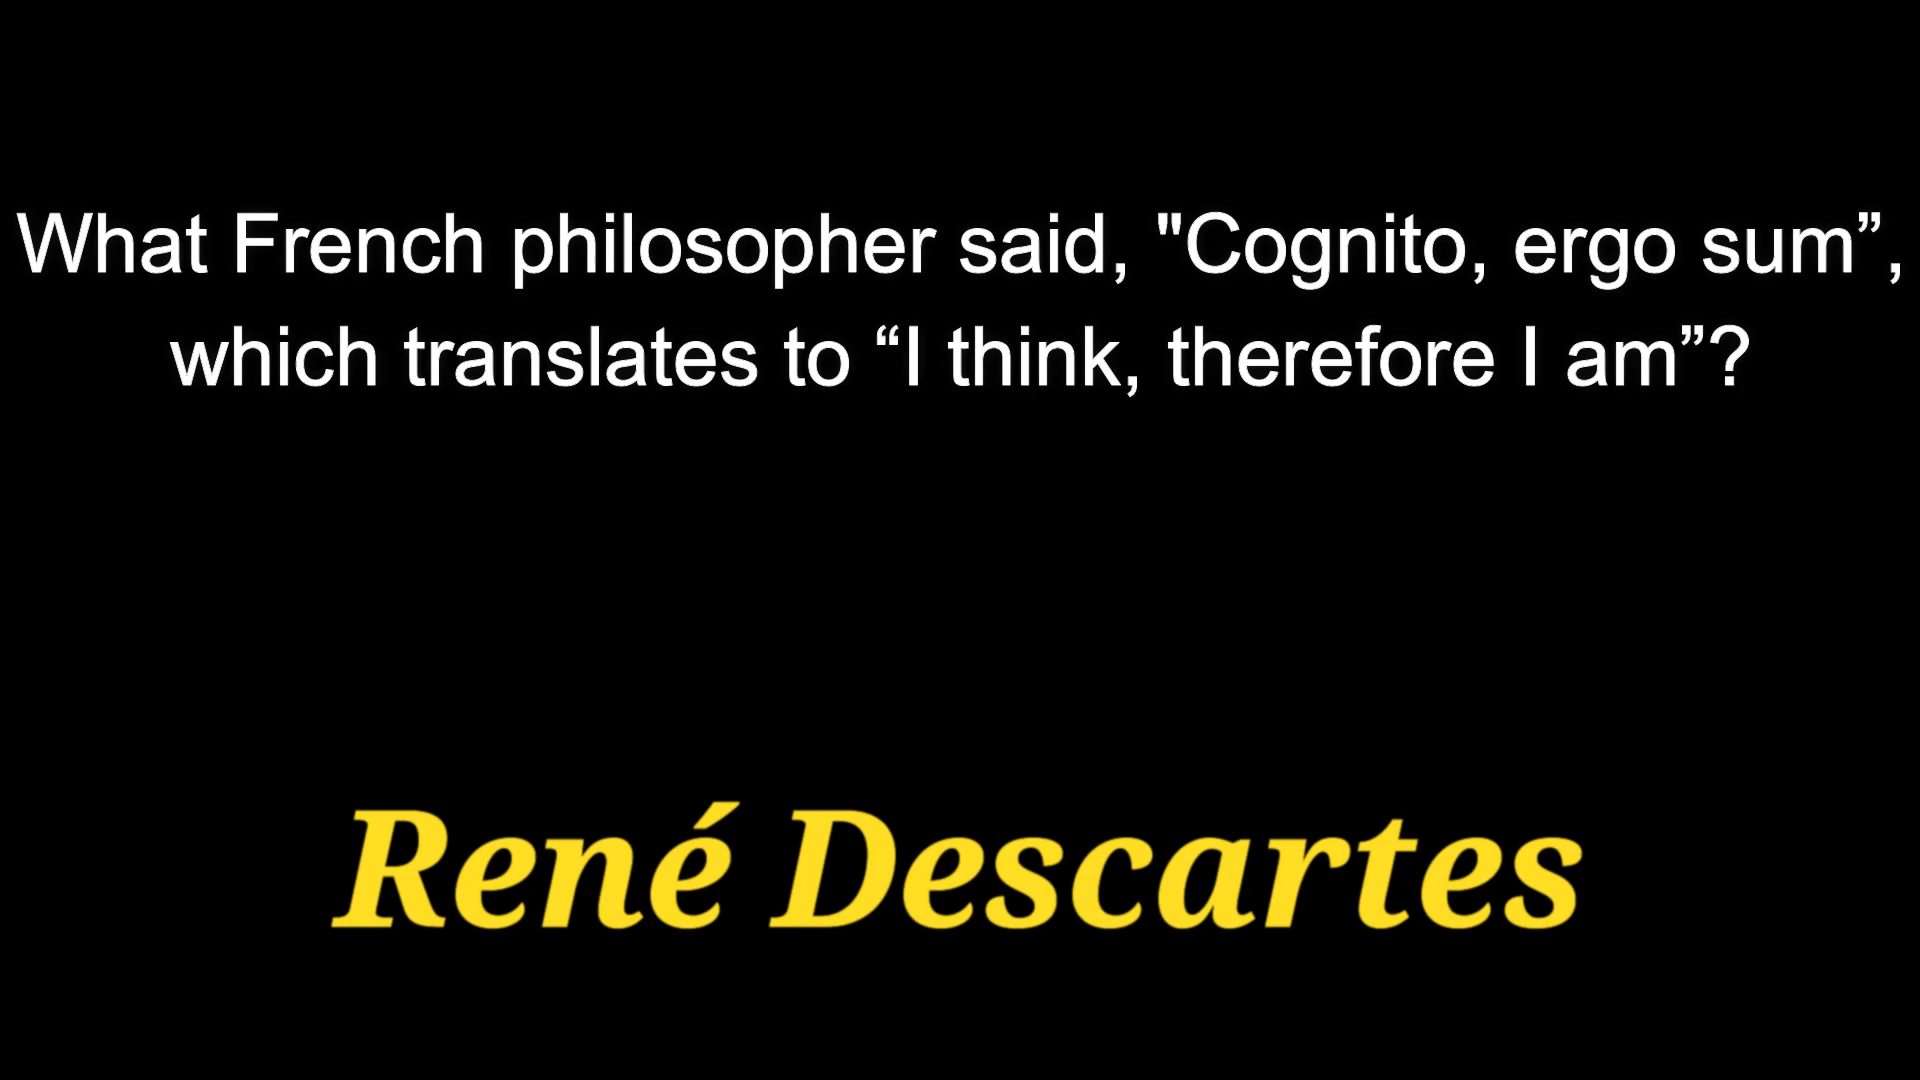 What French philosopher said, "Cognito, ergo sum”,
which translates to “I think, therefore I am”?
René Descartes